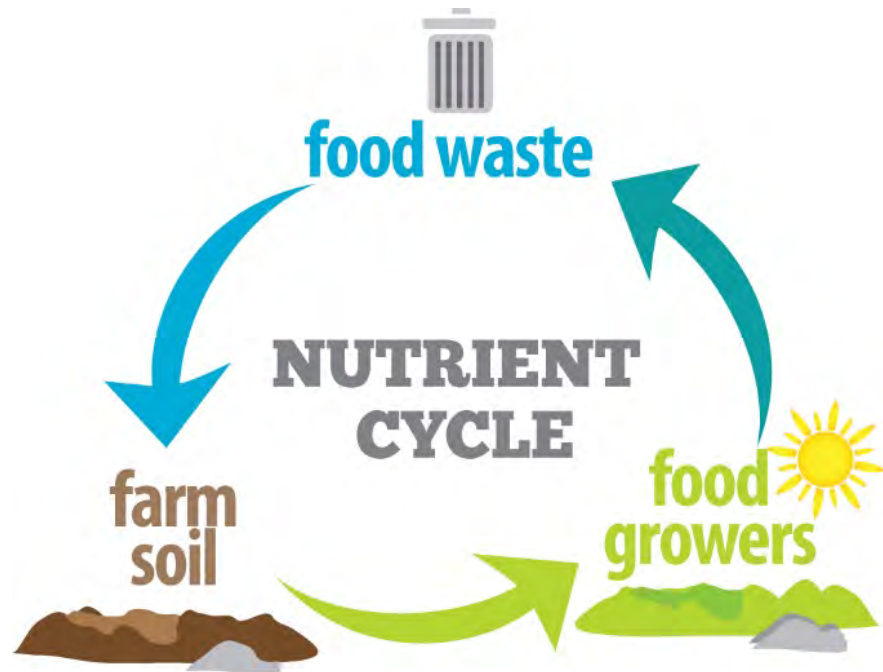 food waste
NUTRIENT
CYCLE
farm
soil
food
growers